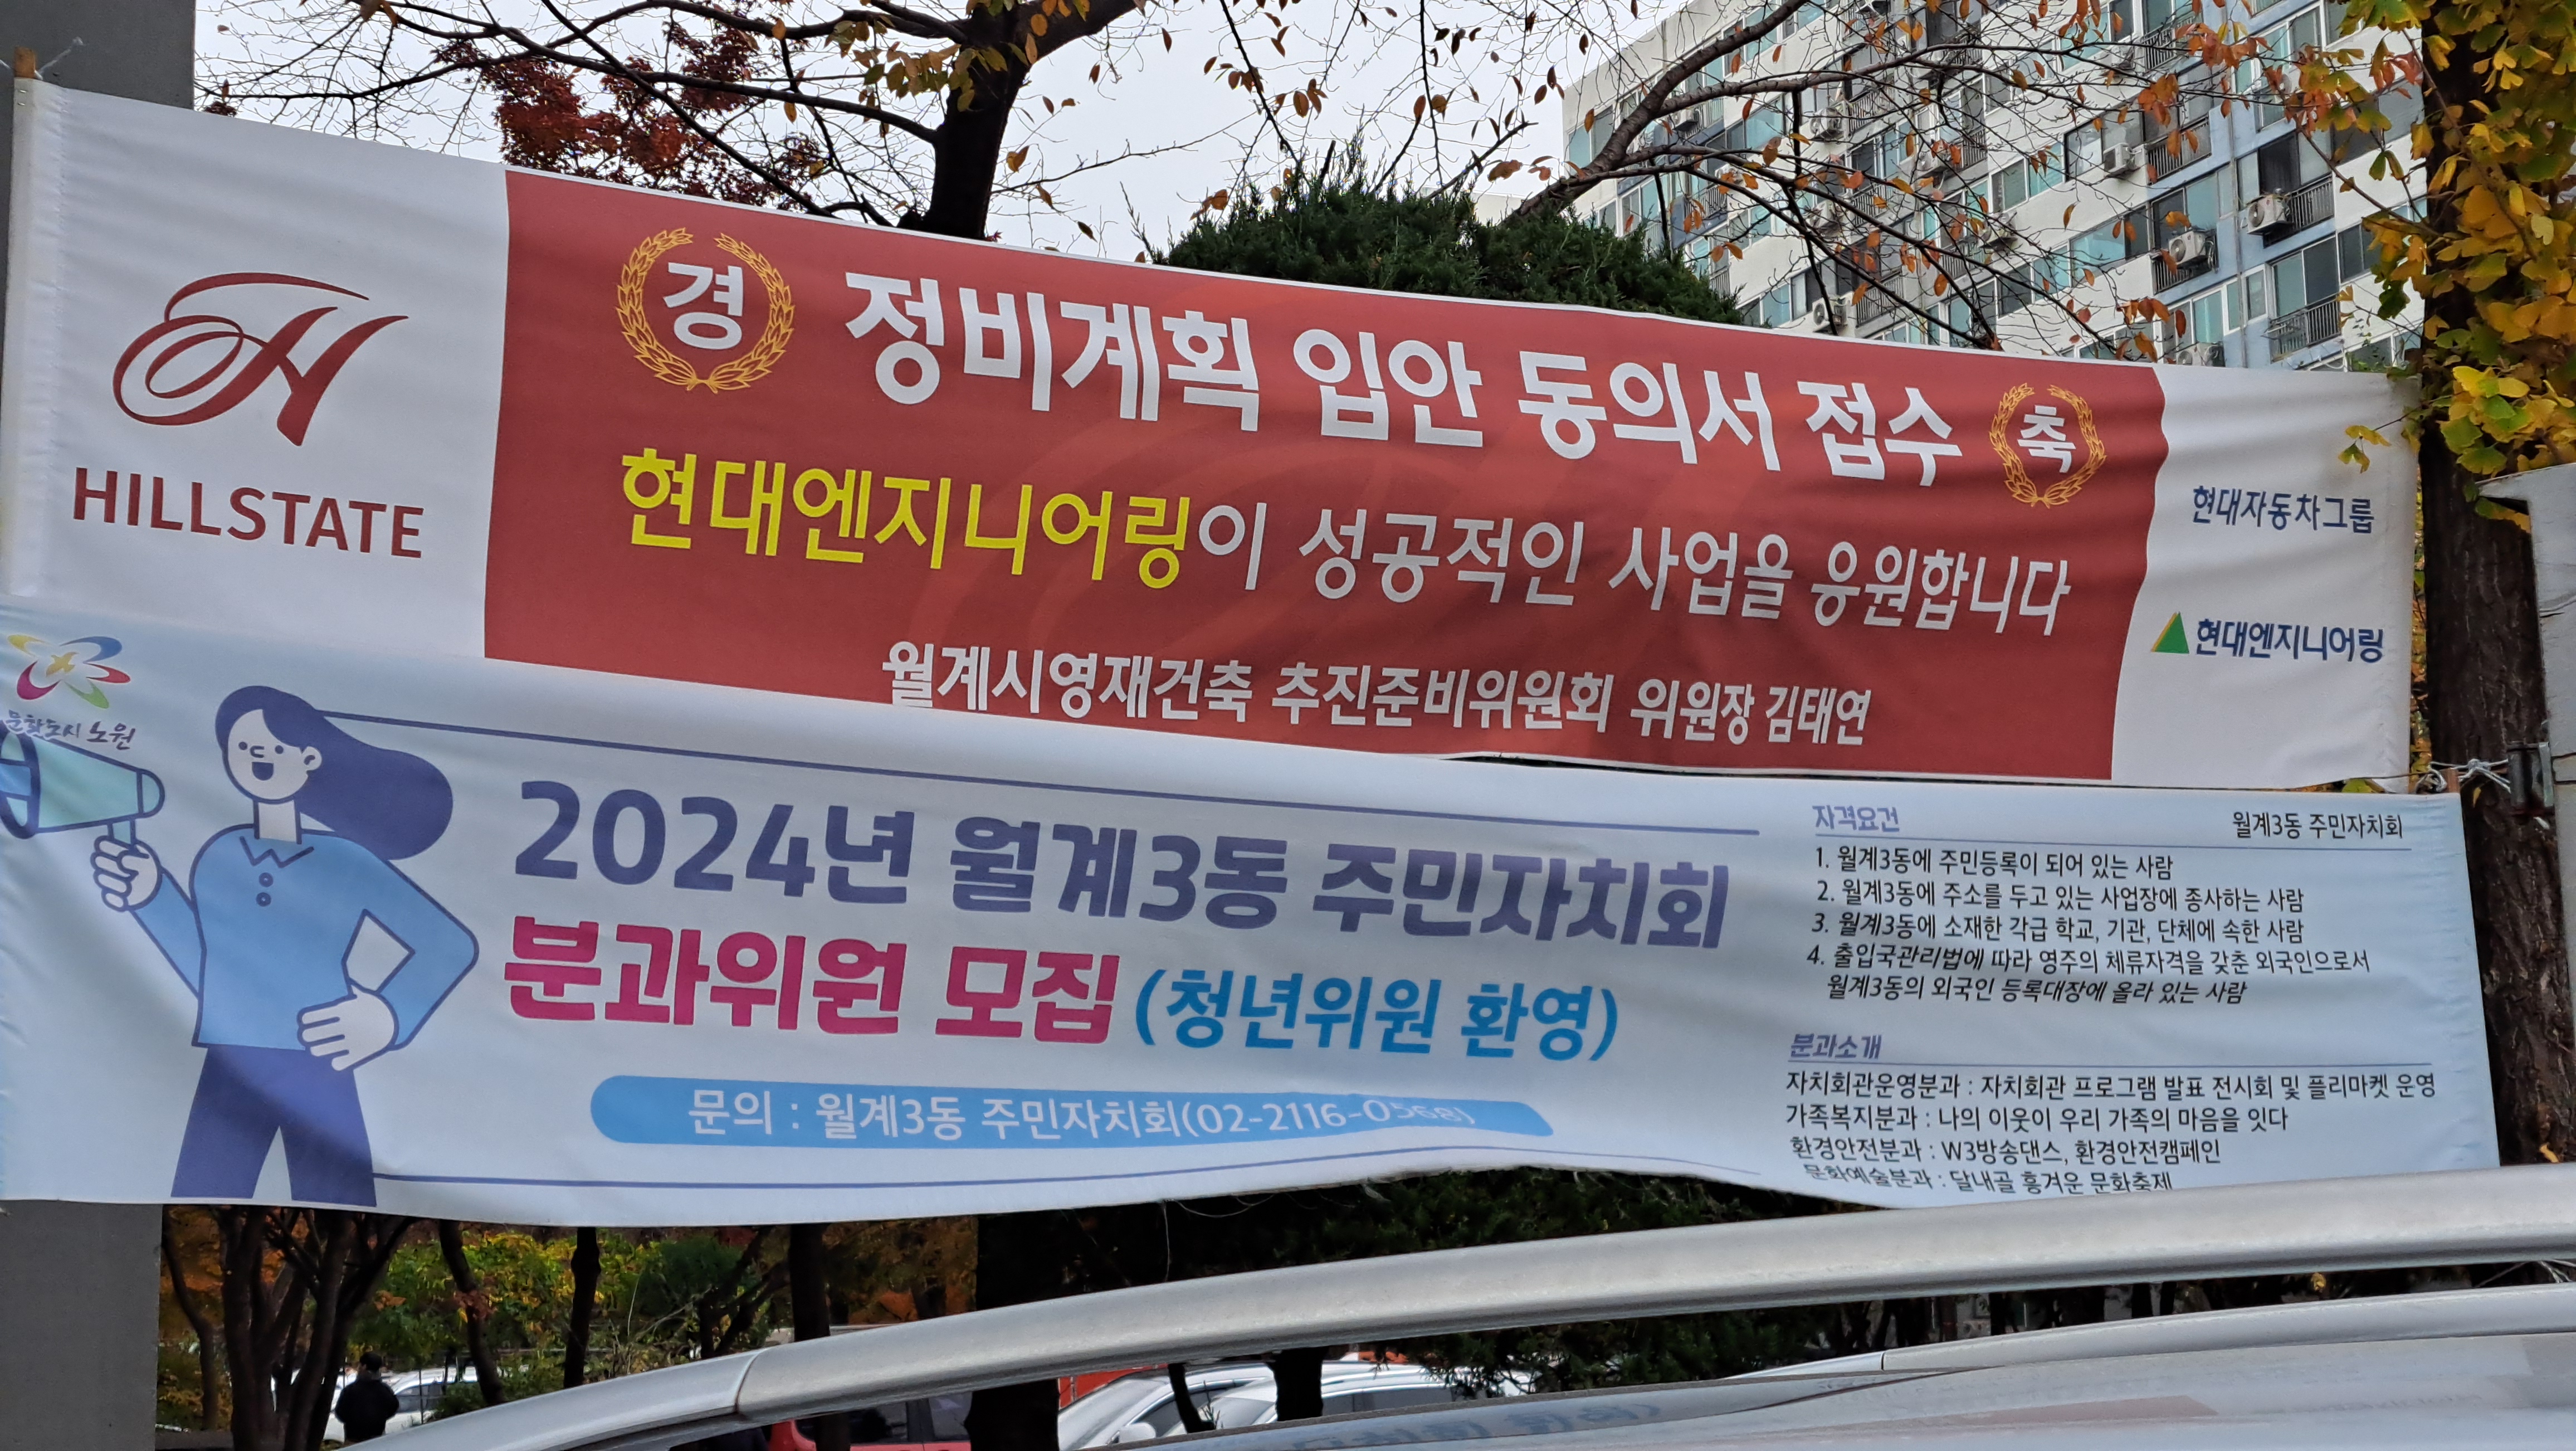 HILLSTATE
경 정비계획 입안 동의서 접수 축
현대엔지니어링이 성공적인 사업을 응원합니다
월계시영재건축 추진준비위원회 위원장 김태연
현대자동차그룹
현대엔지니어링
문화도시 노원
2024년 월계3동 주민자치회
분과위원 모집 (청년위원 환영)
문의 : 월계3동 주민자치회(02-2116-0568)
월계3동 주민자치회
자격요건
1. 월계3동에 주민등록이 되어 있는 사람
2. 월계3동에 주소를 두고 있는 사업장에 종사하는 사람
3. 월계3동에 소재한 각급 학교, 기관, 단체에 속한 사람
4. 출입국관리법에 따라 영주의 체류자격을 갖춘 외국인으로서
월계3동의 외국인 등록대장에 올라 있는 사람
분과소개
자치회관운영분과 : 자치회관 프로그램 발표 전시회 및 플리마켓 운영
가족복지분과 : 나의 이웃이 우리 가족의 마음을 잇다
환경안전분과 : W3방송댄스, 환경안전캠페인
문화예술분과 : 달내골 흥겨운 문화축제